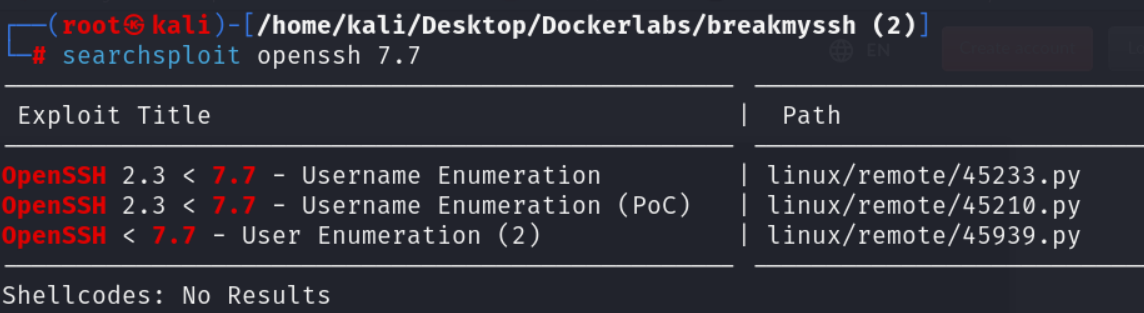 ┌──(root㉿kali)-[/home/kali/Desktop/Dockerlabs/breakmyssh (2)]
└─# searchsploit openssh 7.7
Exploit Title | Path
OpenSSH 2.3 < 7.7 - Username Enumeration | linux/remote/45233.py
OpenSSH 2.3 < 7.7 - Username Enumeration (PoC) | linux/remote/45210.py
OpenSSH < 7.7 - User Enumeration (2) | linux/remote/45939.py
Shellcodes: No Results
EN